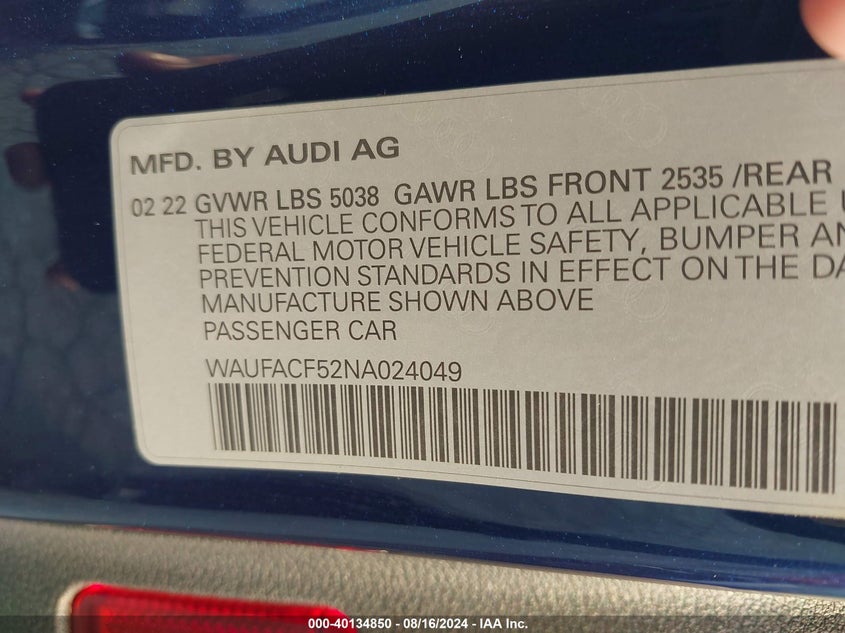 MFD. BY AUDI AG
02 22 GVWR LBS 5038 GAWR LBS FRONT 2535 /REAR
THIS VEHICLE CONFORMS TO ALL APPLICABLE
FEDERAL MOTOR VEHICLE SAFETY, BUMPER AN
PREVENTION STANDARDS IN EFFECT ON THE DA
MANUFACTURE SHOWN ABOVE
PASSENGER CAR
WAUFACF52NA024049
000-40134850 - 08/16/2024 - IAA Inc.